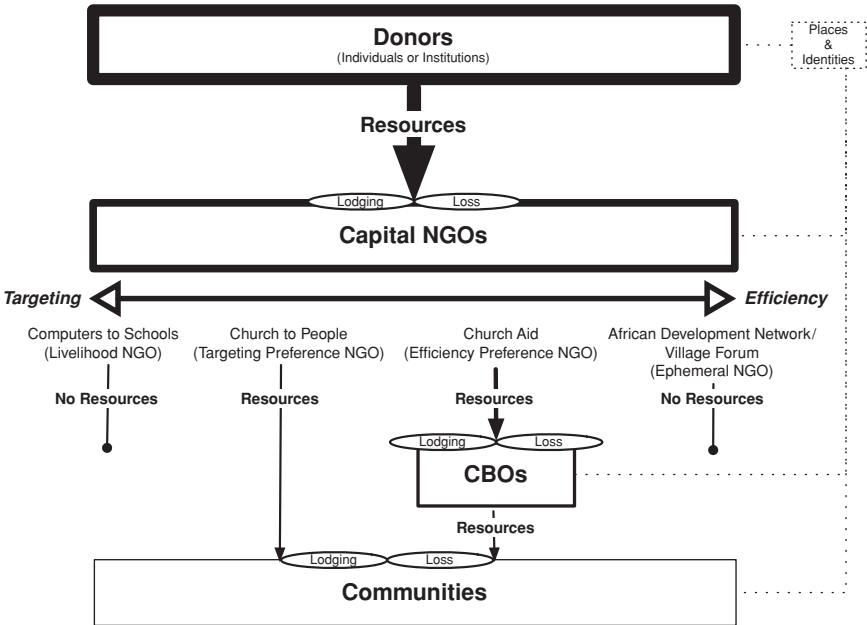 Donors
(Individuals or Institutions)
Places
&
Identities
Resources
Lodging
Loss
Capital NGOs
Targeting
Efficiency
Computers to Schools
(Livelihood NGO)
Church to People
(Targeting Preference NGO)
Church Aid
(Efficiency Preference NGO)
African Development Network/
Village Forum
(Ephemeral NGO)
No Resources
Resources
Resources
No Resources
Lodging
Loss
CBOs
Resources
Lodging
Loss
Communities